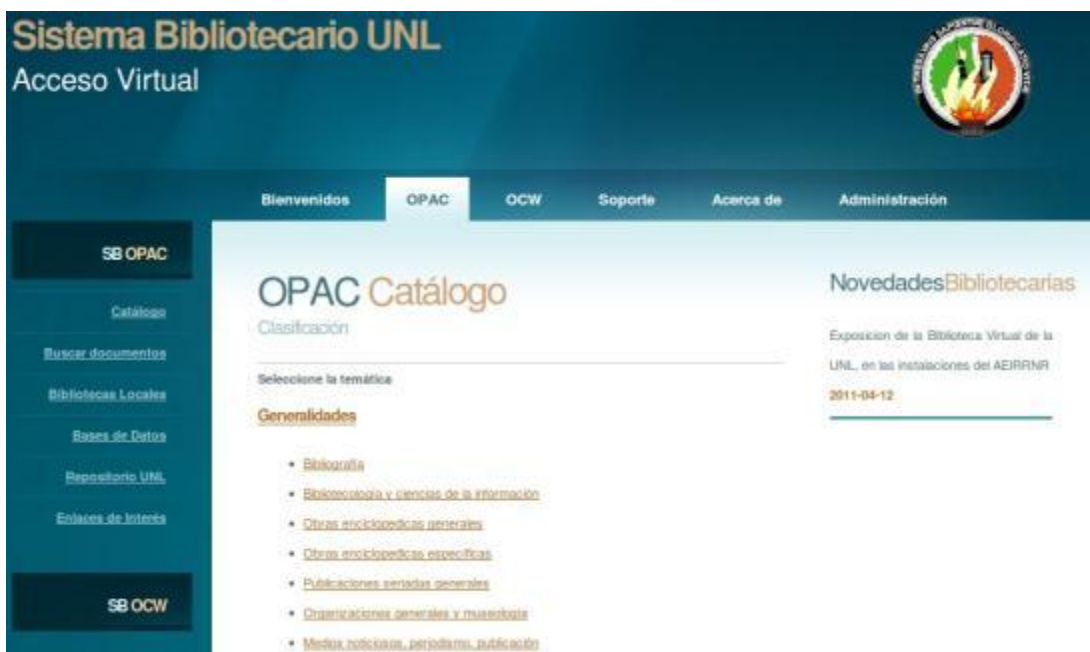 Sistema Bibliotecario UNL
Acceso Virtual
Bienvenidos OPAC OCW Soporte Acerca de Administración
SB OPAC
Catálogo
Buscar documentos
Bibliotecas Locales
Bases de Datos
Repositorio UNL
Enlaces de Interés
SB OCW
OPAC Catálogo
Clasificación
Seleccione la temática
Generalidades
• Bibliografía
• Bibliotecología y ciencias de la información
• Obras enciclopedicas generales
• Obras enciclopedicas específicas
• Publicaciones seriadas generales
• Organizaciones generales y museología
• Medios noticiosos, periodismo, publicación
NovedadesBibliotecarias
Exposicion de la Biblioteca Virtual de la
UNL, en las instalaciones del AEIRRNR
2011-04-12